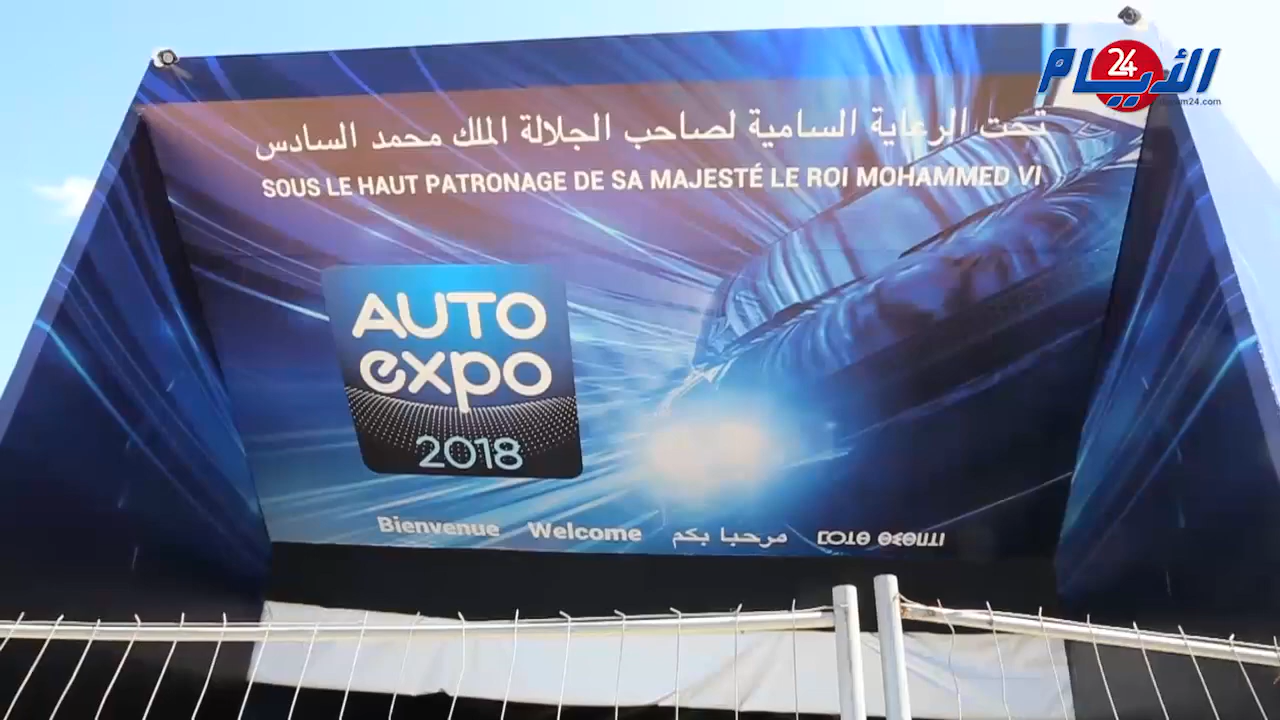 الأيام 24
تحت الرعاية السامية لصاحب الجلالة الملك محمد السادس
SOUS LE HAUT PATRONAGE DE SA MAJESTÉ LE ROI MOHAMMED VI
AUTO
expo
2018
Bienvenue Welcome مرحبا بكم